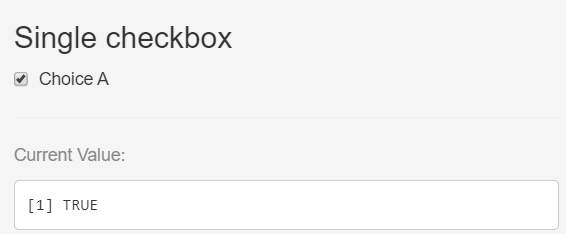 Single checkbox
Choice A
Current Value:
[1] TRUE